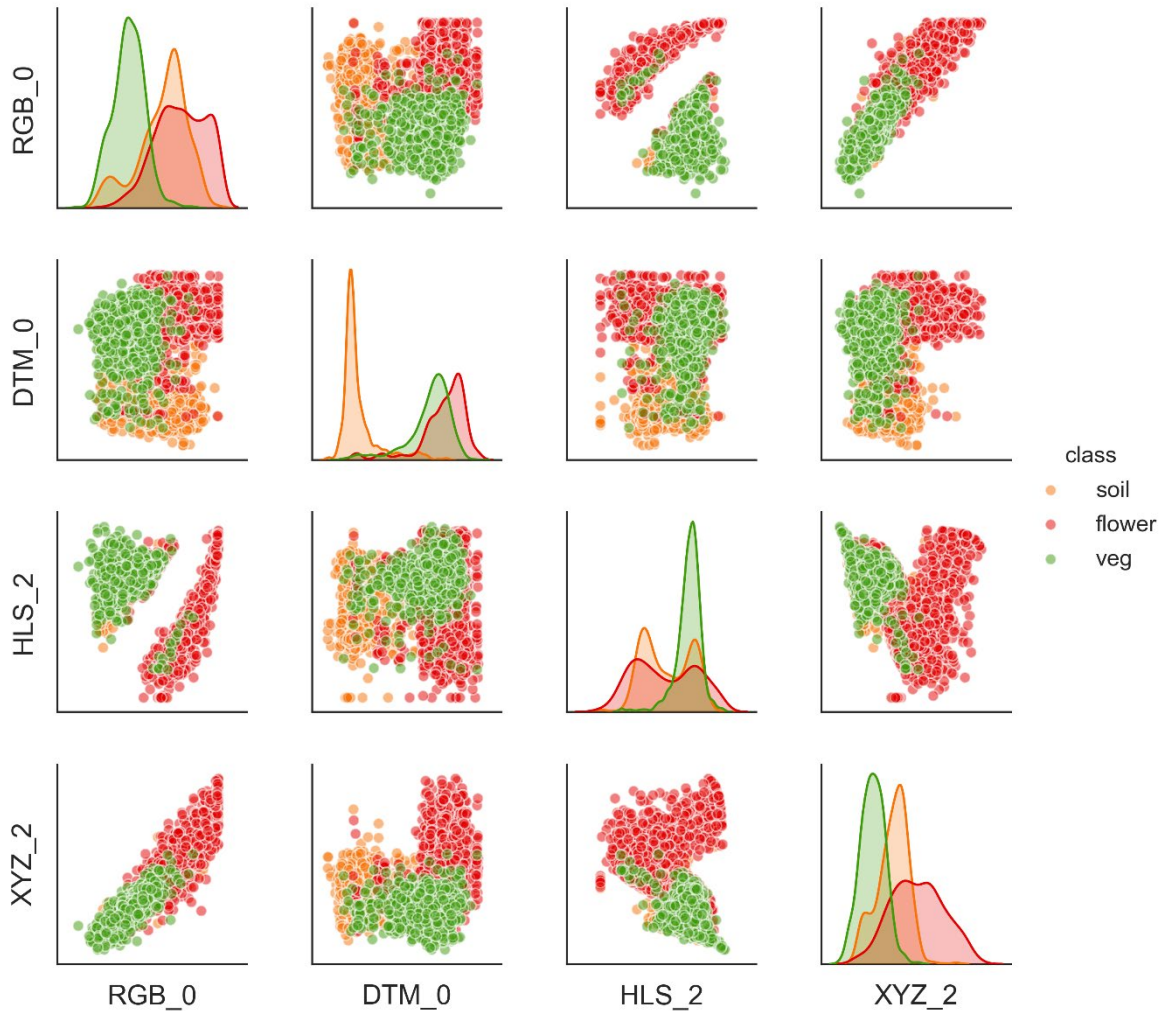 RGB_0
DTM_0
HLS_2
XYZ_2
class
soil
flower
veg
RGB_0
DTM_0
HLS_2
XYZ_2